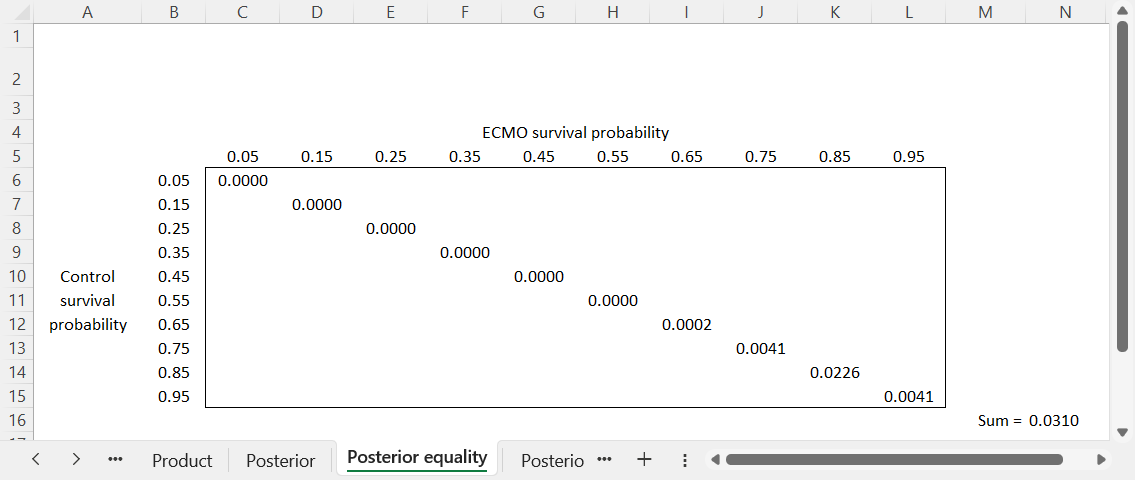 A B C D E F G H I J K L M N
1
2
3
4 ECMO survival probability
5 0.05 0.15 0.25 0.35 0.45 0.55 0.65 0.75 0.85 0.95
6 0.05 0.0000
7 0.15 0.0000
8 0.25 0.0000
9 0.35 0.0000
10 Control 0.45 0.0000
11 survival 0.55 0.0000
12 probability 0.65 0.0002
13 0.75 0.0041
14 0.85 0.0226
15 0.95 0.0041
16 Sum = 0.0310
Product Posterior Posterior equality Posterio